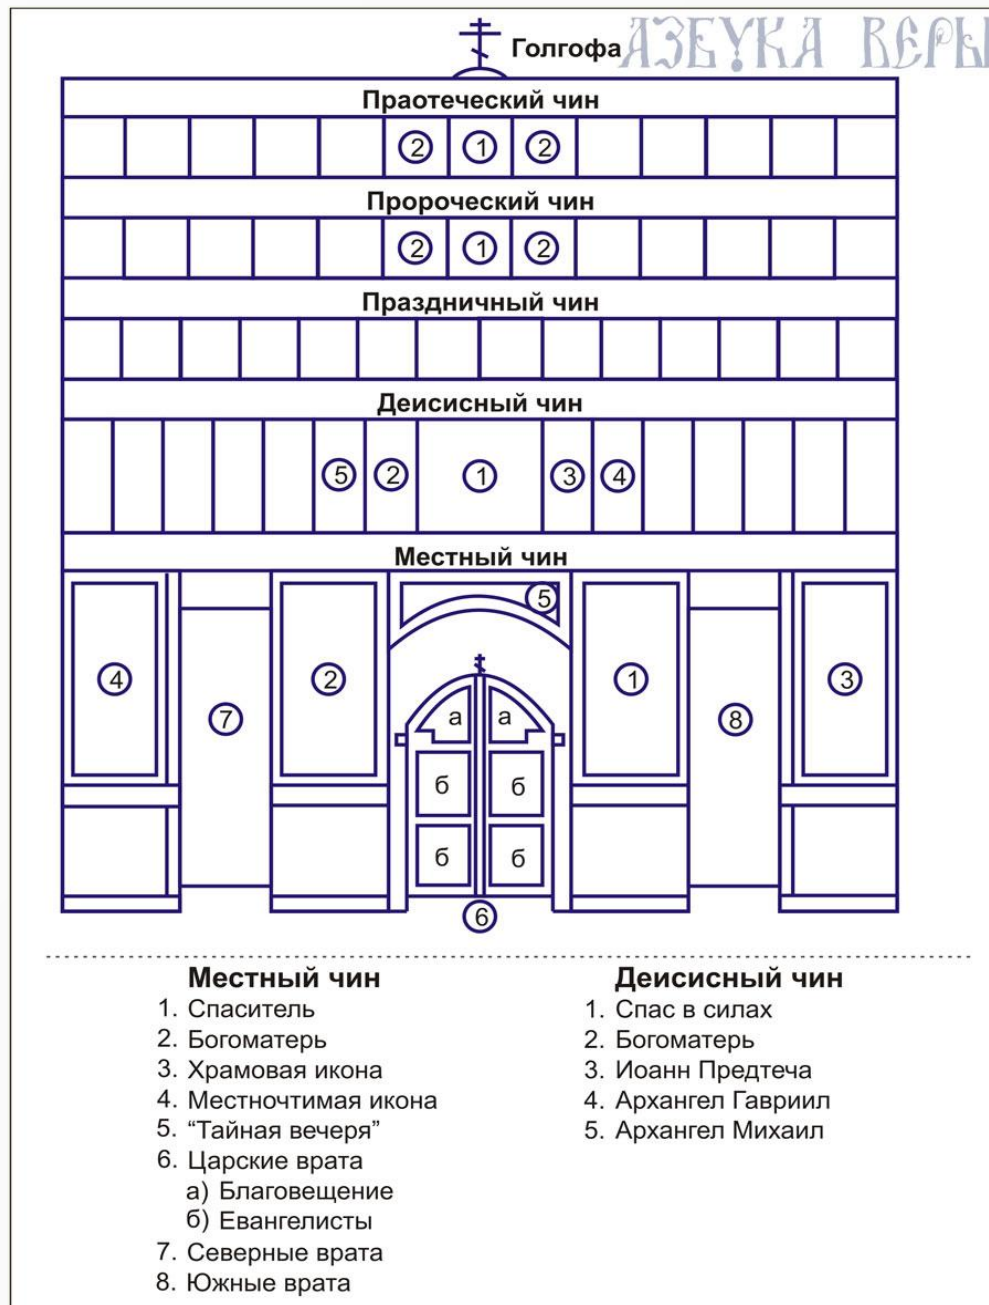 Голгофа АЗБУКА ВЕРЫ
Праотеческий чин
2 1 2
Пророческий чин
2 1 2
Праздничный чин
Деисисный чин
5 2 1 3 4
Местный чин
5
4 2 1 3
7 8
а а
б б
б б
6
Местный чин
1. Спаситель
2. Богоматерь
3. Храмовая икона
4. Местночтимая икона
5. “Тайная вечеря”
6. Царские врата
а) Благовещение
б) Евангелисты
7. Северные врата
8. Южные врата
Деисисный чин
1. Спас в силах
2. Богоматерь
3. Иоанн Предтеча
4. Архангел Гавриил
5. Архангел Михаил